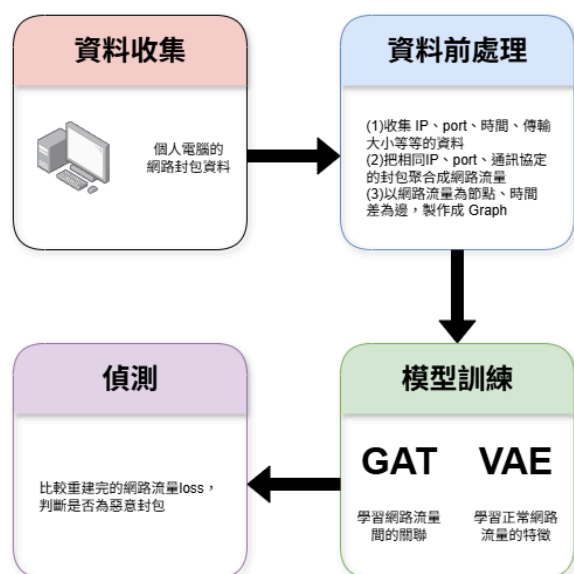 資料收集
個人電腦的
網路封包資料
資料前處理
(1)收集 IP、port、時間、傳輸
大小等等的資料
(2)把相同IP、port、通訊協定
的封包聚合成網路流量
(3)以網路流量為節點、時間
差為邊，製作成 Graph
模型訓練
GAT
學習網路流量
間的關聯
VAE
學習正常網路
流量的特徵
偵測
比較重建完的網路流量loss，
判斷是否為惡意封包